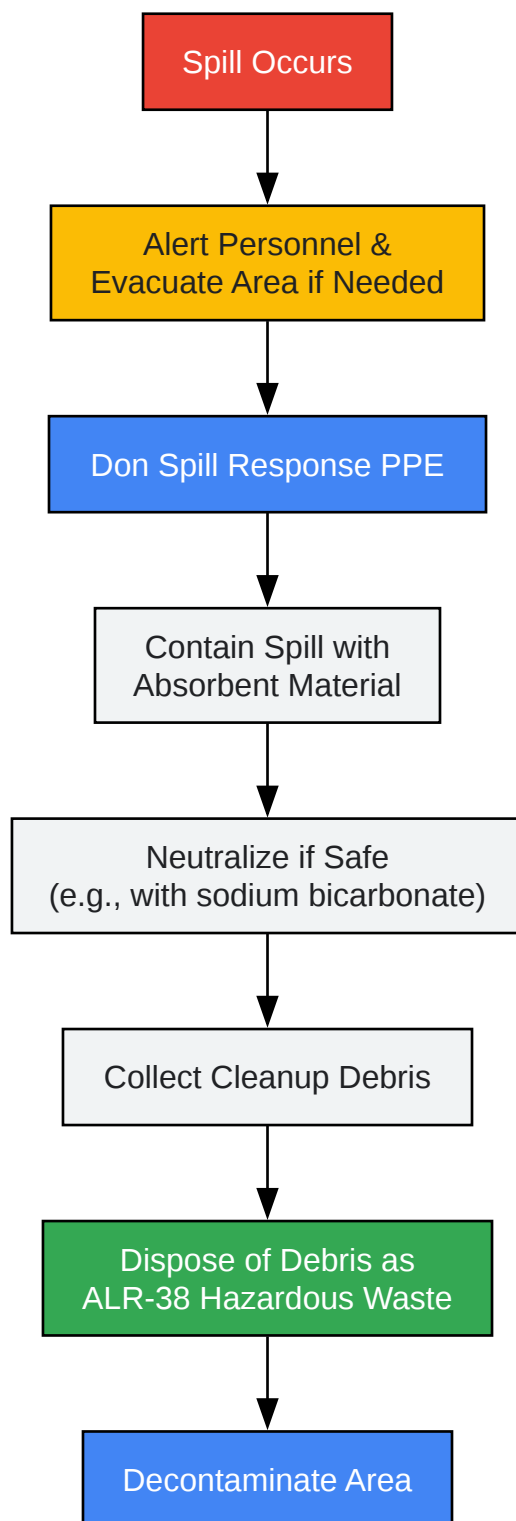 Spill Occurs
Alert Personnel &
Evacuate Area if Needed
Don Spill Response PPE
Contain Spill with
Absorbent Material
Neutralize if Safe
(e.g., with sodium bicarbonate)
Collect Cleanup Debris
Dispose of Debris as
ALR-38 Hazardous Waste
Decontaminate Area